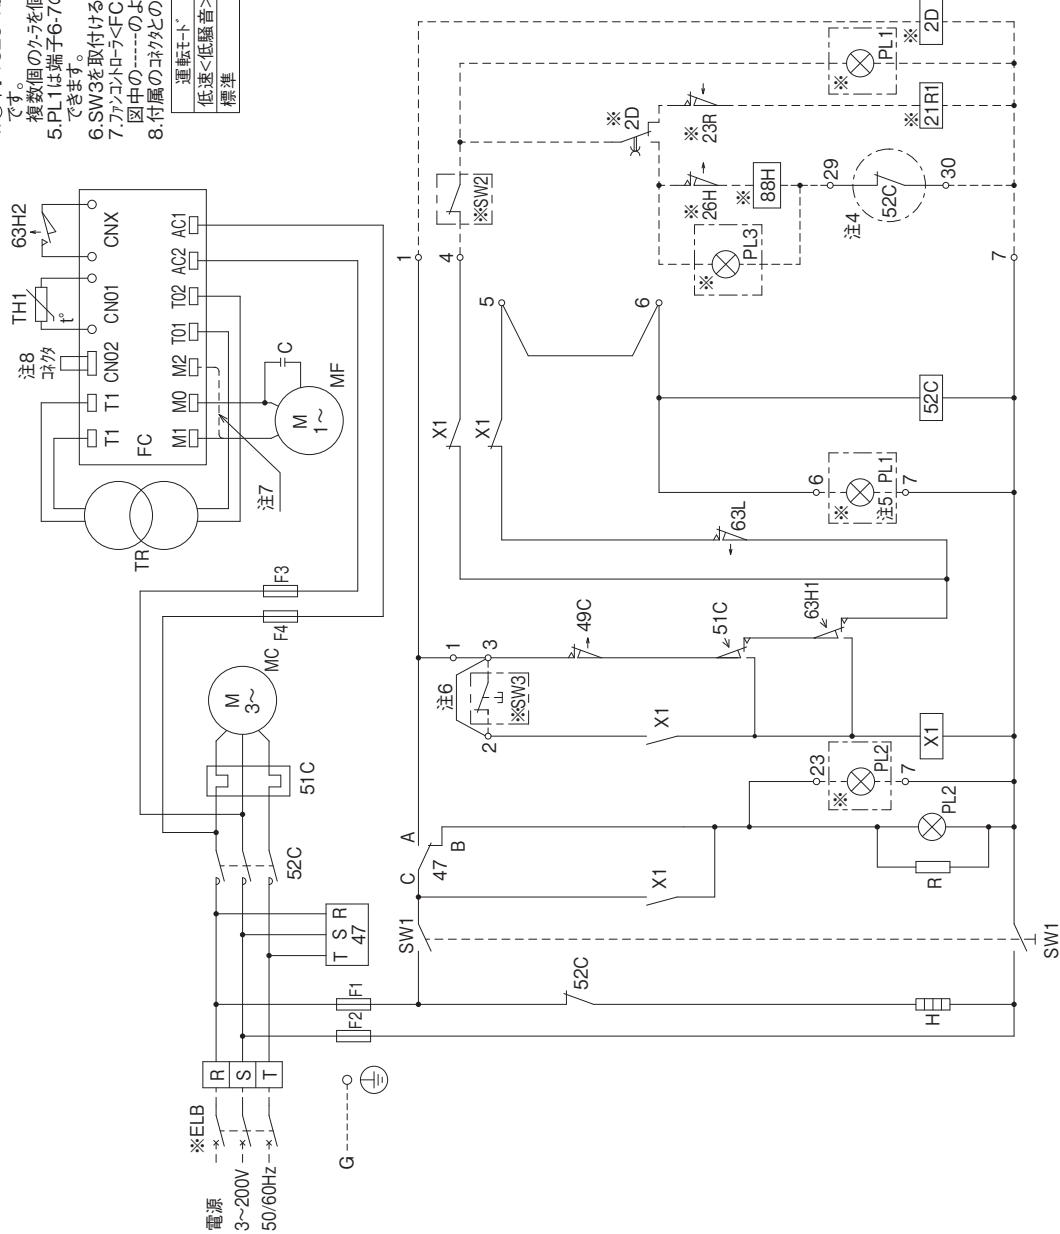 です。
複数個のクーラを個
5.PL1は端子6-7
できます。
6.SW3を取付ける
7.ファンコントローラ<FC
図中の-----のよ
8.付属のコネクタとの
運転モード
低速<低騒音>
標準
63H2
CNX
TH1
t°
CN01
注8
コネクタ
CN02
T1
T1
FC
AC1
AC2
T02
T01
M2
M0
M1
C
M
1～
MF
注7
TR
F3
F4
MC
M
3～
51C
52C
R
S
T
47
F1
F2
※ELB
R
S
T
電源
3～200V
50/60Hz
G
1
4
※SW2
※
2D
※
23R
※
26H
※
88H
29
注4
52C
30
※
PL3
※
PL1
※
2D
※
21R1
7
5
6
X1
X1
52C
6
※
注5
PL1
7
63L
1
3
注6
※SW3
2
49C
51C
63H1
X1
X1
23
※
PL2
7
PL2
R
A
B
C
47
X1
SW1
SW1
52C
H